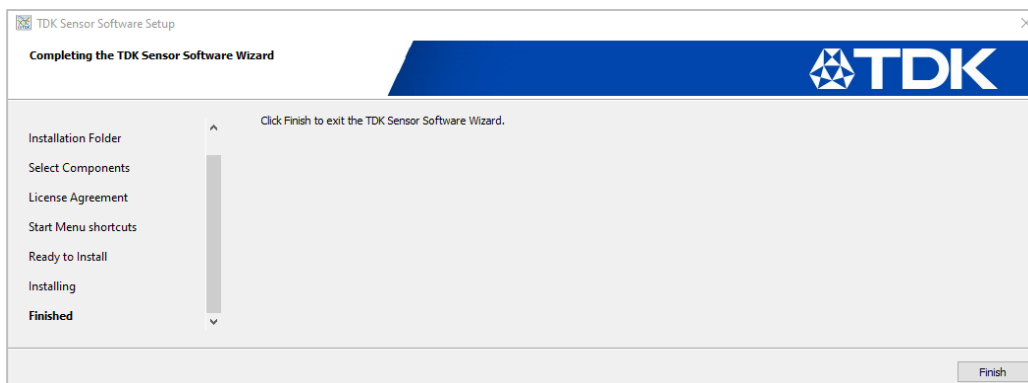 TDK Sensor Software Setup
Completing the TDK Sensor Software Wizard
TDK
Click Finish to exit the TDK Sensor Software Wizard.
Installation Folder
Select Components
License Agreement
Start Menu shortcuts
Ready to Install
Installing
Finished
Finish